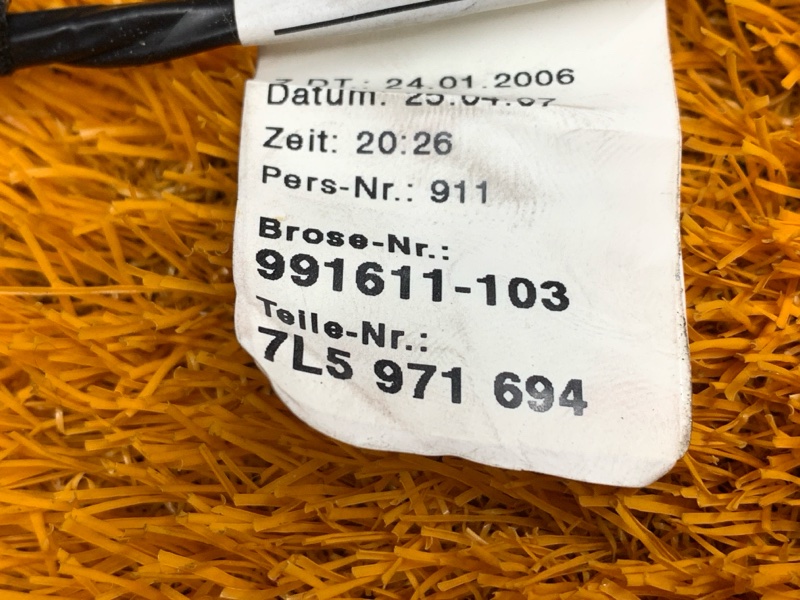 Z.DT.: 24.01.2006
Datum: 25.04.07
Zeit: 20:26
Pers-Nr.: 911
Brose-Nr.:
991611-103
Teile-Nr.:
7L5 971 694